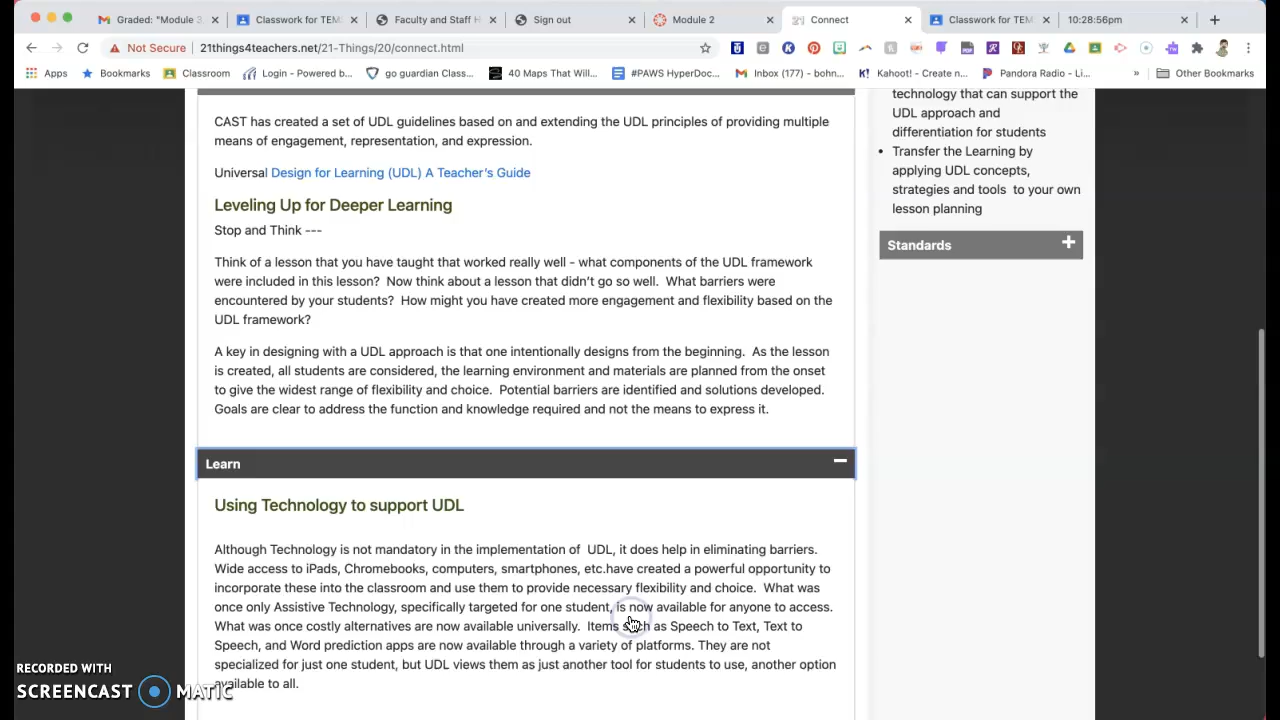 Graded: "Module 3,
Classwork for TEM
Faculty and Staff H
Sign out
Module 2
Connect
Classwork for TEM
10:28:56pm
Not Secure
21things4teachers.net/21-Things/20/connect.html
Apps
Bookmarks
Classroom
Login - Powered b...
go guardian Class...
40 Maps That Will...
#PAWS HyperDoc...
Inbox (177) - bohn...
Kahoot! - Create n...
Pandora Radio - Li...
»
Other Bookmarks
CAST has created a set of UDL guidelines based on and extending the UDL principles of providing multiple
means of engagement, representation, and expression.
Universal Design for Learning (UDL) A Teacher's Guide
Leveling Up for Deeper Learning
Stop and Think ---
Think of a lesson that you have taught that worked really well - what components of the UDL framework
were included in this lesson? Now think about a lesson that didn't go so well. What barriers were
encountered by your students? How might you have created more engagement and flexibility based on the
UDL framework?
A key in designing with a UDL approach is that one intentionally designs from the beginning. As the lesson
is created, all students are considered, the learning environment and materials are planned from the onset
to give the widest range of flexibility and choice. Potential barriers are identified and solutions developed.
Goals are clear to address the function and knowledge required and not the means to express it.
Learn
Using Technology to support UDL
Although Technology is not mandatory in the implementation of UDL, it does help in eliminating barriers.
Wide access to iPads, Chromebooks, computers, smartphones, etc.have created a powerful opportunity to
incorporate these into the classroom and use them to provide necessary flexibility and choice. What was
once only Assistive Technology, specifically targeted for one student, is now available for anyone to access.
What was once costly alternatives are now available universally. Items such as Speech to Text, Text to
Speech, and Word prediction apps are now available through a variety of platforms. They are not
specialized for just one student, but UDL views them as just another tool for students to use, another option
available to all.
technology that can support the
UDL approach and
differentiation for students
• Transfer the Learning by
applying UDL concepts,
strategies and tools to your own
lesson planning
Standards
RECORDED WITH
SCREENCAST MATIC